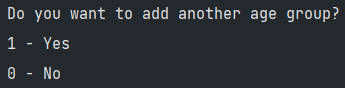 Do you want to add another age group?
1 - Yes
0 - No